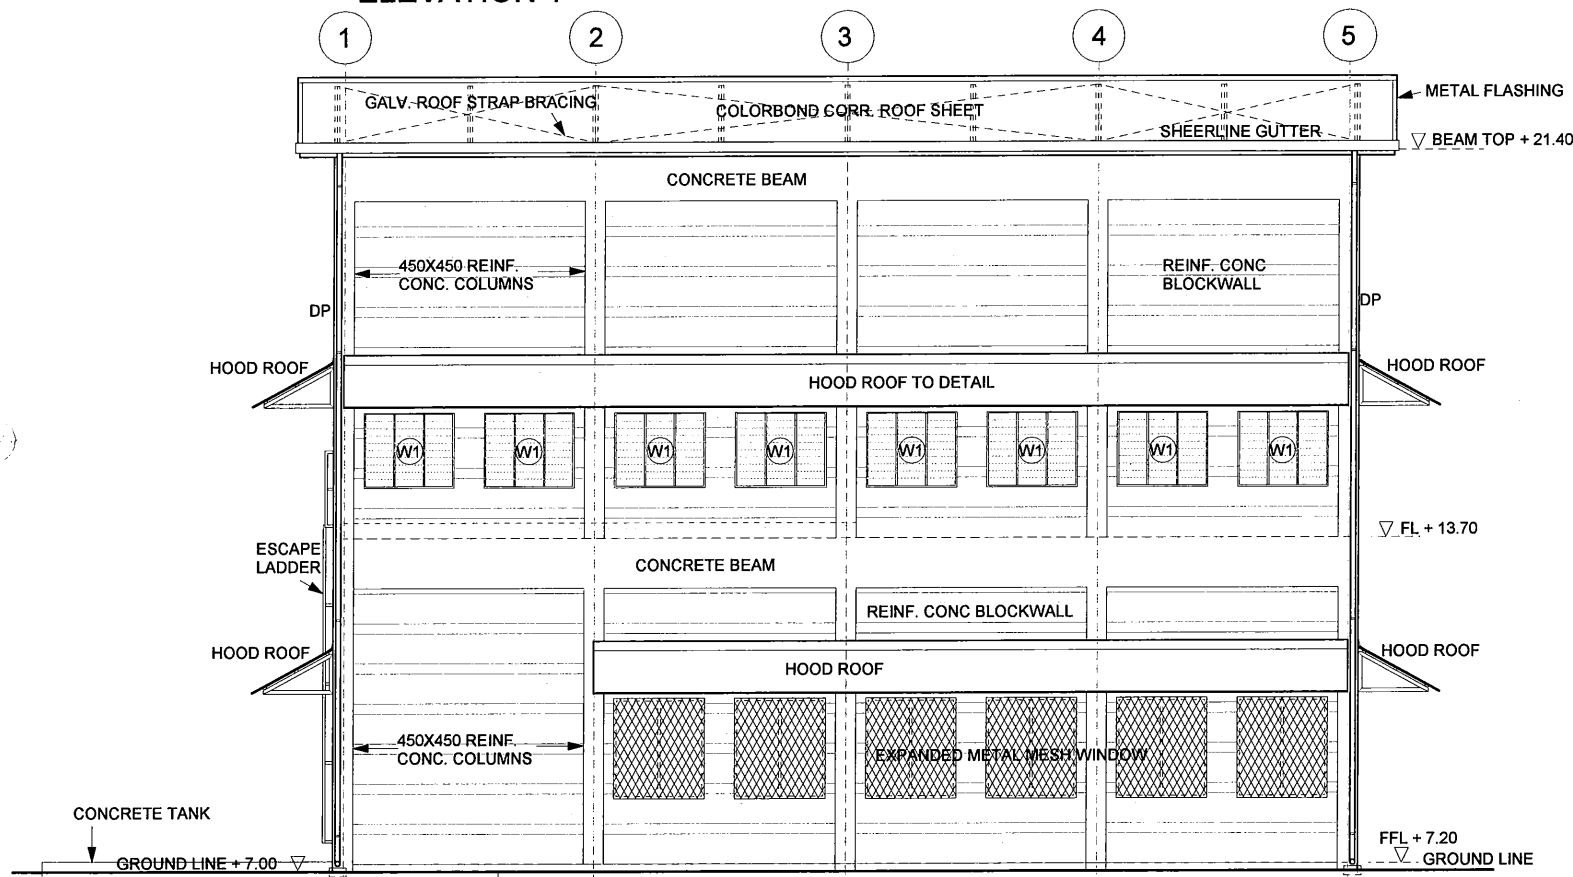 1
2
3
4
5
GALV. ROOF STRAP BRACING
COLORBOND CORR. ROOF SHEET
SHEERLINE GUTTER
METAL FLASHING
BEAM TOP + 21.40
CONCRETE BEAM
450X450 REINF.
CONC. COLUMNS
REINF. CONC
BLOCKWALL
DP
DP
HOOD ROOF
HOOD ROOF TO DETAIL
HOOD ROOF
W1
W1
W1
W1
W1
W1
W1
W1
FL + 13.70
ESCAPE
LADDER
CONCRETE BEAM
REINF. CONC BLOCKWALL
HOOD ROOF
HOOD ROOF
HOOD ROOF
450X450 REINF.
CONC. COLUMNS
EXPANDED METAL MESH WINDOW
CONCRETE TANK
GROUND LINE + 7.00
FFL + 7.20
GROUND LINE